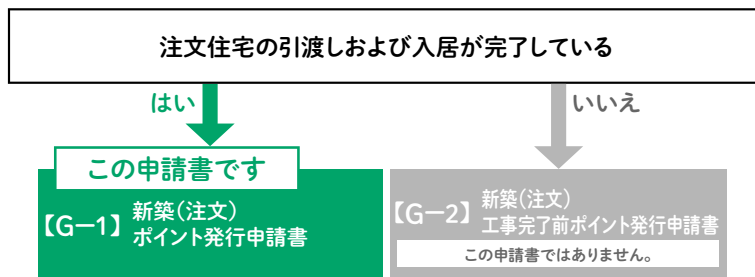 注文住宅の引渡しおよび入居が完了している
はい
いいえ
この申請書です
【G−1】新築(注文)
ポイント発行申請書
【G−2】新築(注文)
工事完了前ポイント発行申請書
この申請書ではありません。